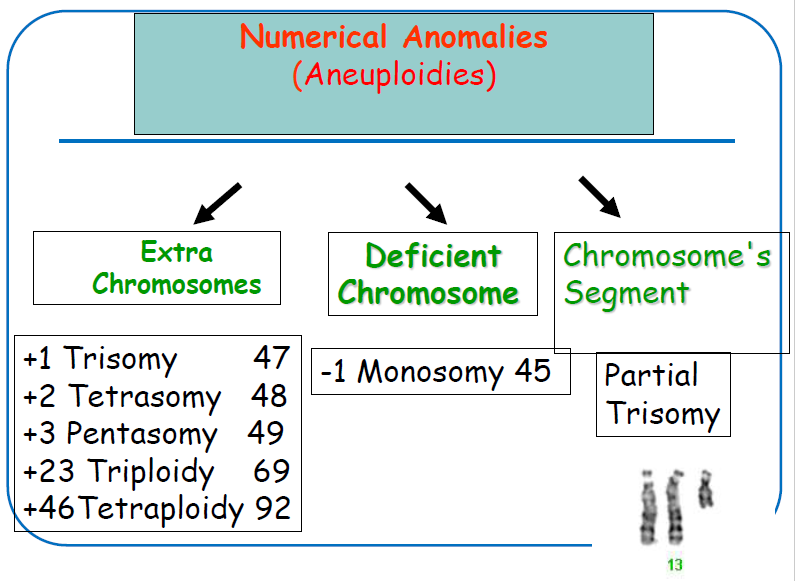 Numerical Anomalies
(Aneuploidies)
Extra
Chromosomes
+1 Trisomy 47
+2 Tetrasomy 48
+3 Pentasomy 49
+23 Triploidy 69
+46Tetraploidy 92
Deficient
Chromosome
-1 Monosomy 45
Chromosome's
Segment
Partial
Trisomy
13